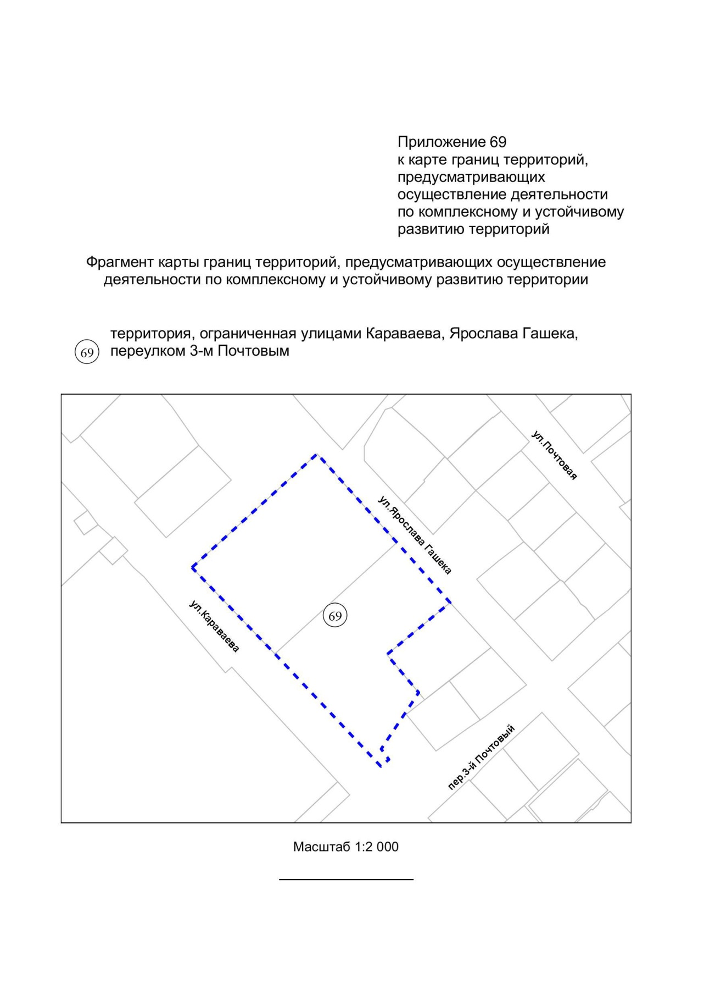 Приложение 69
к карте границ территорий,
предусматривающих
осуществление деятельности
по комплексному и устойчивому
развитию территорий
Фрагмент карты границ территорий, предусматривающих осуществление
деятельности по комплексному и устойчивому развитию территории
69
территория, ограниченная улицами Караваева, Ярослава Гашека,
переулком 3-м Почтовым
ул.Почтовая
ул.Ярослава Гашека
69
ул.Караваева
пер.3-й Почтовый
Масштаб 1:2 000